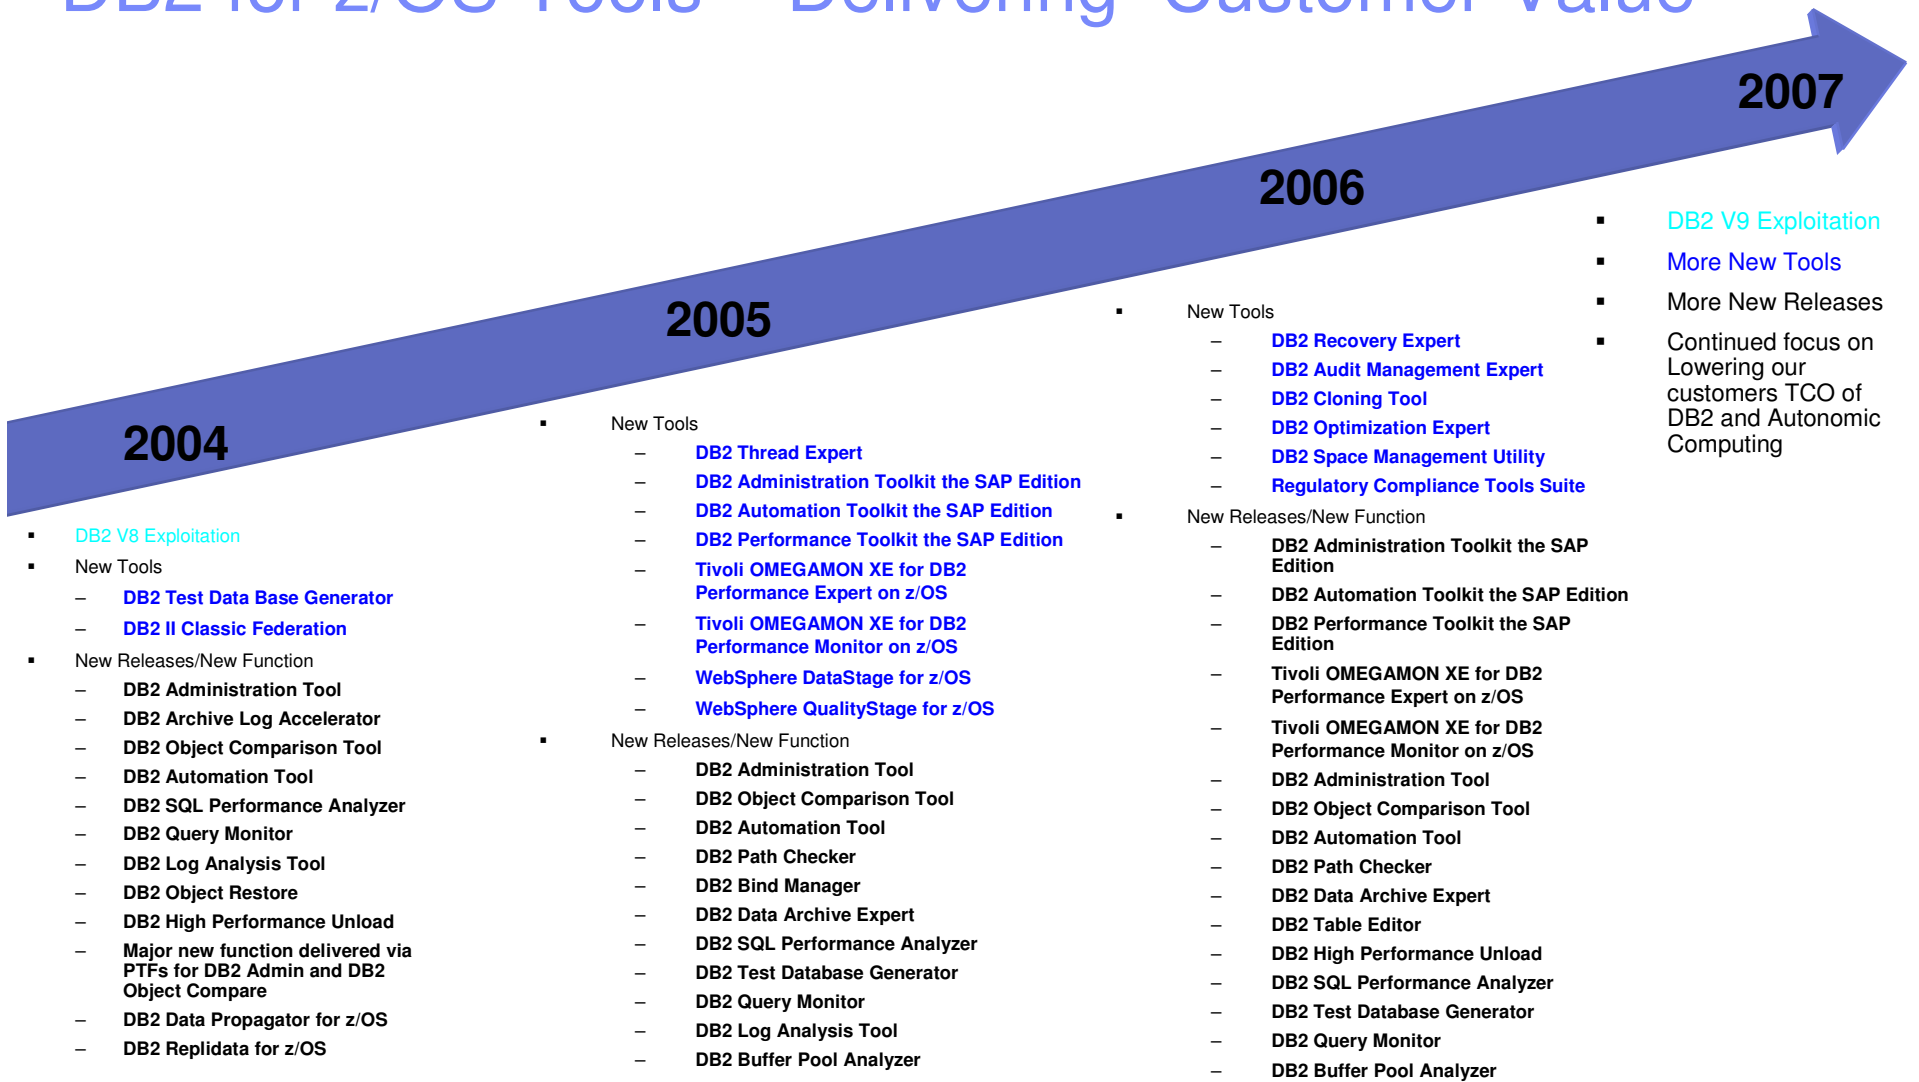 DB2 for z/OS Tools – Delivering Customer Value
2004
2005
2006
2007
▪ DB2 V8 Exploitation
▪ New Tools
– DB2 Test Data Base Generator
– DB2 II Classic Federation
▪ New Releases/New Function
– DB2 Administration Tool
– DB2 Archive Log Accelerator
– DB2 Object Comparison Tool
– DB2 Automation Tool
– DB2 SQL Performance Analyzer
– DB2 Query Monitor
– DB2 Log Analysis Tool
– DB2 Object Restore
– DB2 High Performance Unload
– Major new function delivered via
PTFs for DB2 Admin and DB2
Object Compare
– DB2 Data Propagator for z/OS
– DB2 Replidata for z/OS
▪ New Tools
– DB2 Thread Expert
– DB2 Administration Toolkit the SAP Edition
– DB2 Automation Toolkit the SAP Edition
– DB2 Performance Toolkit the SAP Edition
– Tivoli OMEGAMON XE for DB2
Performance Expert on z/OS
– Tivoli OMEGAMON XE for DB2
Performance Monitor on z/OS
– WebSphere DataStage for z/OS
– WebSphere QualityStage for z/OS
▪ New Releases/New Function
– DB2 Administration Tool
– DB2 Object Comparison Tool
– DB2 Automation Tool
– DB2 Path Checker
– DB2 Bind Manager
– DB2 Data Archive Expert
– DB2 SQL Performance Analyzer
– DB2 Test Database Generator
– DB2 Query Monitor
– DB2 Log Analysis Tool
– DB2 Buffer Pool Analyzer
▪ New Tools
– DB2 Recovery Expert
– DB2 Audit Management Expert
– DB2 Cloning Tool
– DB2 Optimization Expert
– DB2 Space Management Utility
– Regulatory Compliance Tools Suite
▪ New Releases/New Function
– DB2 Administration Toolkit the SAP
Edition
– DB2 Automation Toolkit the SAP Edition
– DB2 Performance Toolkit the SAP
Edition
– Tivoli OMEGAMON XE for DB2
Performance Expert on z/OS
– Tivoli OMEGAMON XE for DB2
Performance Monitor on z/OS
– DB2 Administration Tool
– DB2 Object Comparison Tool
– DB2 Automation Tool
– DB2 Path Checker
– DB2 Data Archive Expert
– DB2 Table Editor
– DB2 High Performance Unload
– DB2 SQL Performance Analyzer
– DB2 Test Database Generator
– DB2 Query Monitor
– DB2 Buffer Pool Analyzer
▪ DB2 V9 Exploitation
▪ More New Tools
▪ More New Releases
▪ Continued focus on
Lowering our
customers TCO of
DB2 and Autonomic
Computing